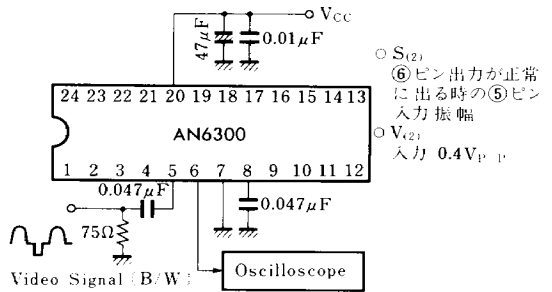 VCC
47μF
0.01μF
24 23 22 21 20 19 18 17 16 15 14 13
AN6300
1 2 3 4 5 6 7 8 9 10 11 12
0.047μF
0.047μF
75Ω
Video Signal (B/W)
Oscilloscope
S(2)
⑥ピン出力が正常
に出る時の⑤ピン
入力振幅
V(2)
入力 0.4VP-P